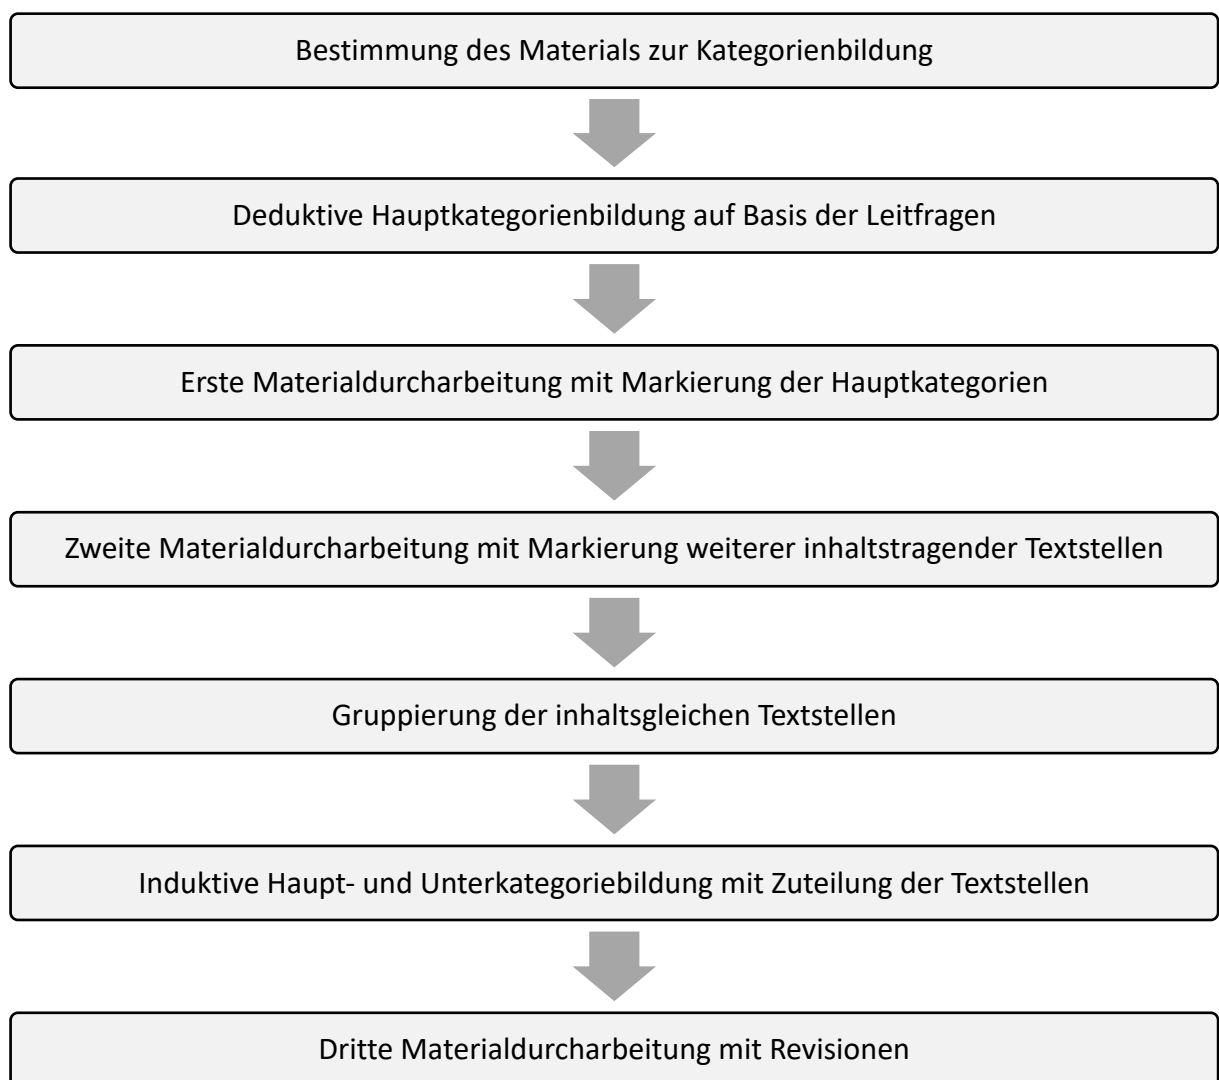 Bestimmung des Materials zur Kategorienbildung
Deduktive Hauptkategorienbildung auf Basis der Leitfragen
Erste Materialdurcharbeitung mit Markierung der Hauptkategorien
Zweite Materialdurcharbeitung mit Markierung weiterer inhaltstragender Textstellen
Gruppierung der inhaltsgleichen Textstellen
Induktive Haupt- und Unterkategoriebildung mit Zuteilung der Textstellen
Dritte Materialdurcharbeitung mit Revisionen